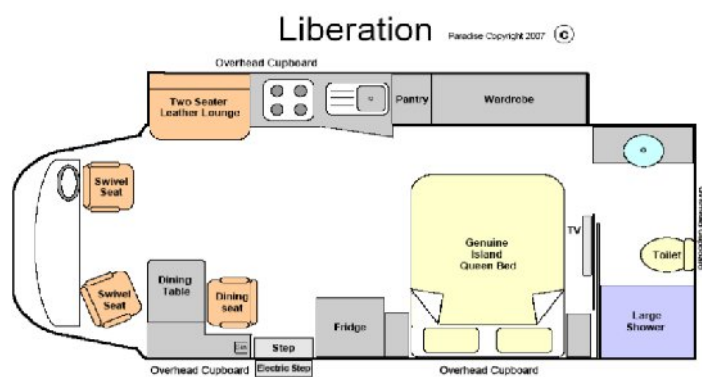 Liberation
Paradise Copyright 2007 ©
Overhead Cupboard
Two Seater
Leather Lounge
Pantry
Wardrobe
Swivel
Seat
TV
Genuine
Island
Queen Bed
Toilet
Swivel
Seat
Dining
Table
Dining
seat
Fridge
Large
Shower
Step
Electric Step
Overhead Cupboard
Overhead Cupboard